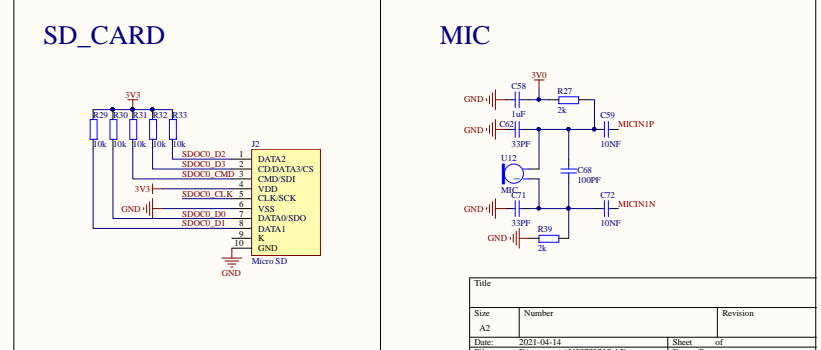 SD_CARD
MIC
3V3
R29 R30 R31 R32 R33
10k 10k 10k 10k 10k
J2
SDOC0_D2 1 DATA2
SDOC0_D3 2 CD/DATA3/CS
SDOC0_CMD 3 CMD/SDI
3V3 4 VDD
SDOC0_CLK 5 CLK/SCK
GND 6 VSS
SDOC0_D0 7 DATA0/SDO
SDOC0_D1 8 DATA1
9 K
10 GND
GND
Micro SD
3V0
C58
GND
1uF
R27
2k
C59
MICIN1P
10NF
GND
C62
33PF
U12
MIC
C68
100PF
GND
C71
33PF
C72
MICIN1N
10NF
GND
R39
2k
Title
Size
A2
Number
Revision
Date: 2021-04-14 Sheet of